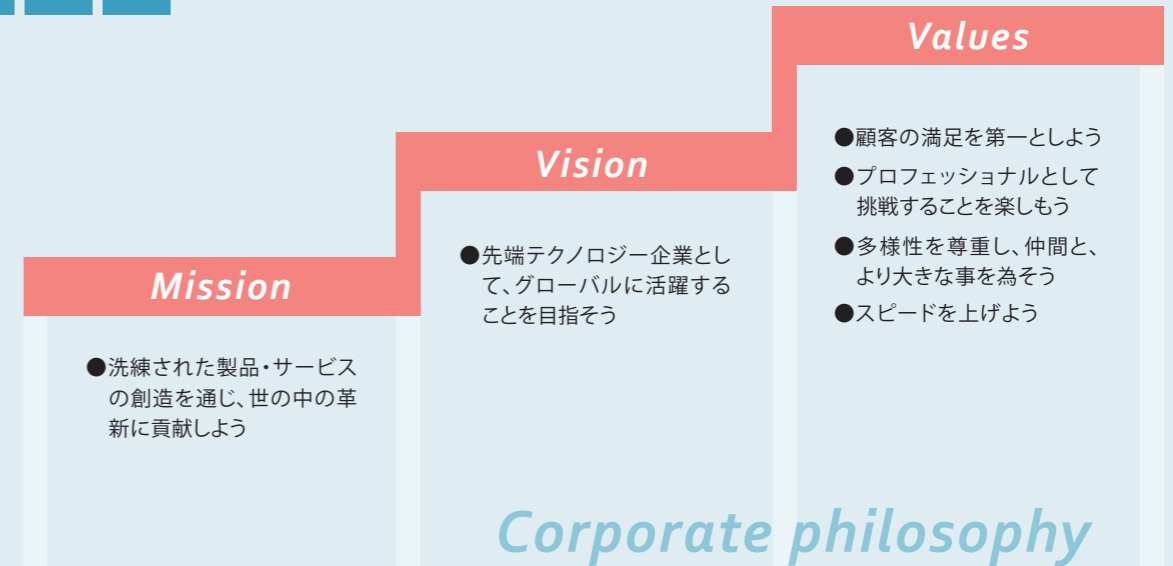 Mission
●洗練された製品・サービス
の創造を通じ、世の中の革
新に貢献しよう
Vision
●先端テクノロジー企業とし
て、グローバルに活躍する
ことを目指そう
Values
●顧客の満足を第一としよう
●プロフェッショナルとして
挑戦することを楽しもう
●多様性を尊重し、仲間と、
より大きな事を為そう
●スピードを上げよう
Corporate philosophy